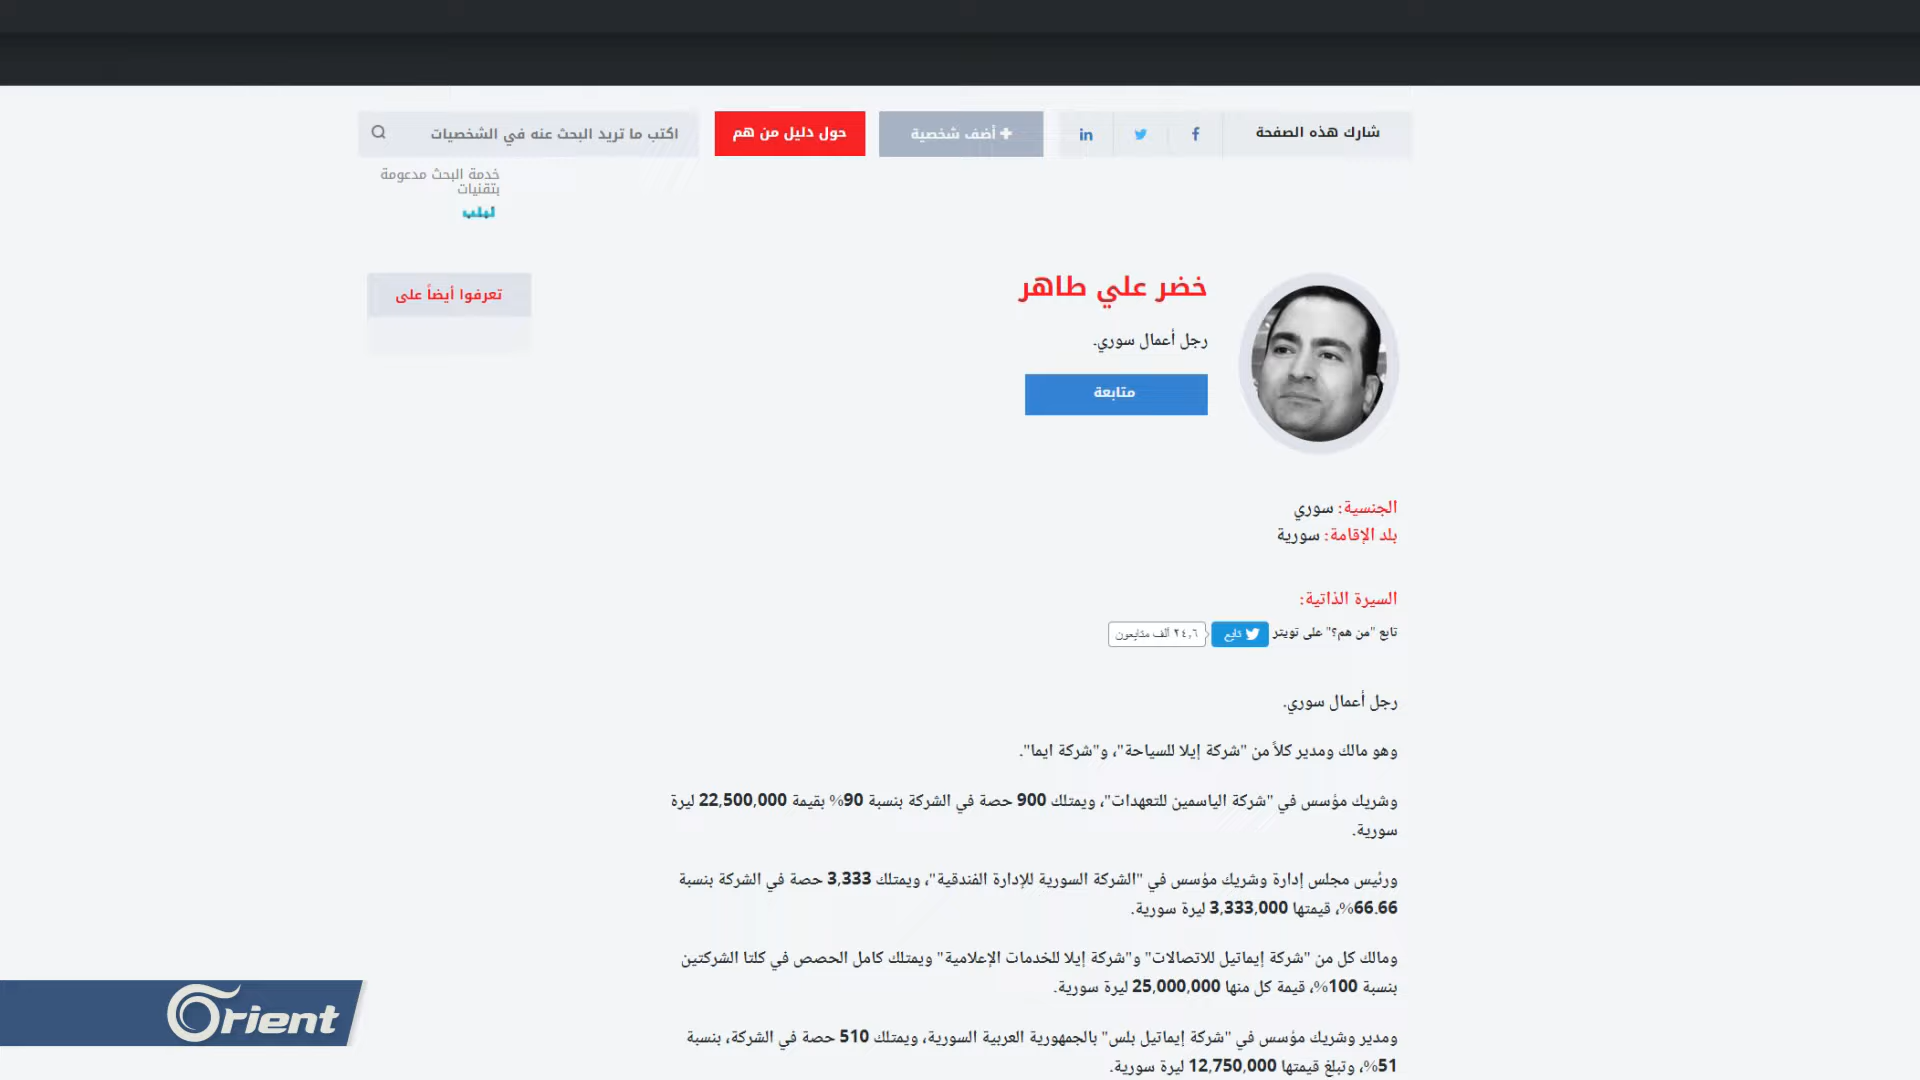 شارك هذه الصفحة
أضف شخصية
حول دليل من هم
اكتب ما تريد البحث عنه في الشخصيات
خدمة البحث مدعومة
بتقنيات
لبلب
خضر علي طاهر
رجل أعمال سوري.
متابعة
تعرفوا أيضاً على
الجنسية: سوري
بلد الإقامة: سورية
السيرة الذاتية:
تابع "من هم؟" على تويتر تابع ٢٤٫٦ ألف متابعون
رجل أعمال سوري.
وهو مالك ومدير كلاً من "شركة إيلا للسياحة"، و"شركة ايما".
وشريك مؤسس في "شركة الياسمين للتعهدات"، ويمتلك 900 حصة في الشركة بنسبة 90% بقيمة 22,500,000 ليرة
سورية.
ورئيس مجلس إدارة وشريك مؤسس في "الشركة السورية للإدارة الفندقية"، ويمتلك 3,333 حصة في الشركة بنسبة
66.66%، قيمتها 3,333,000 ليرة سورية.
ومالك كل من "شركة إيماتيل للاتصالات" و"شركة إيلا للخدمات الإعلامية" ويمتلك كامل الحصص في كلتا الشركتين
بنسبة 100%، قيمة كل منها 25,000,000 ليرة سورية.
ومدير وشريك مؤسس في "شركة إيماتيل بلس" بالجمهورية العربية السورية، ويمتلك 510 حصة في الشركة، بنسبة
51%، وتبلغ قيمتها 12,750,000 ليرة سورية.
Orient